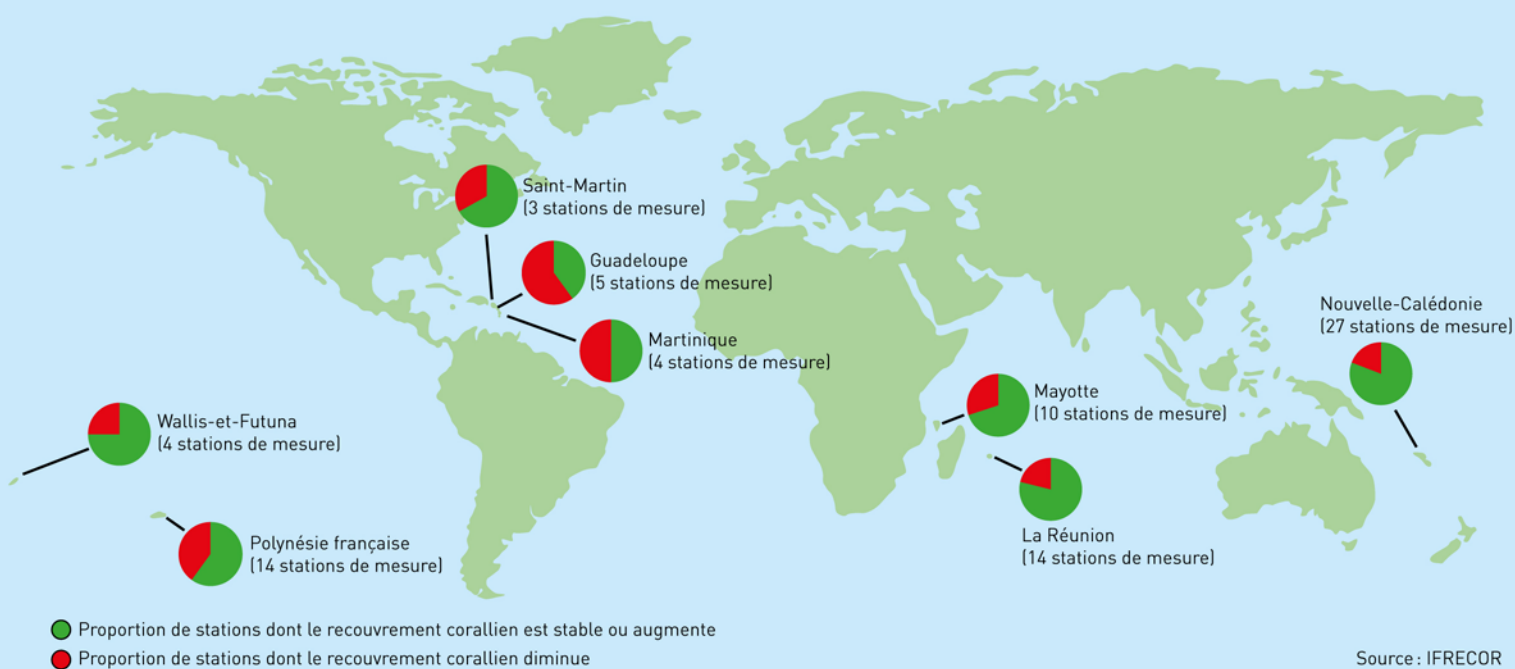 Saint-Martin
(3 stations de mesure)
Guadeloupe
(5 stations de mesure)
Martinique
(4 stations de mesure)
Nouvelle-Calédonie
(27 stations de mesure)
Mayotte
(10 stations de mesure)
Wallis-et-Futuna
(4 stations de mesure)
La Réunion
(14 stations de mesure)
Polynésie française
(14 stations de mesure)
Proportion de stations dont le recouvrement corallien est stable ou augmente
Proportion de stations dont le recouvrement corallien diminue
Source : IFRECOR